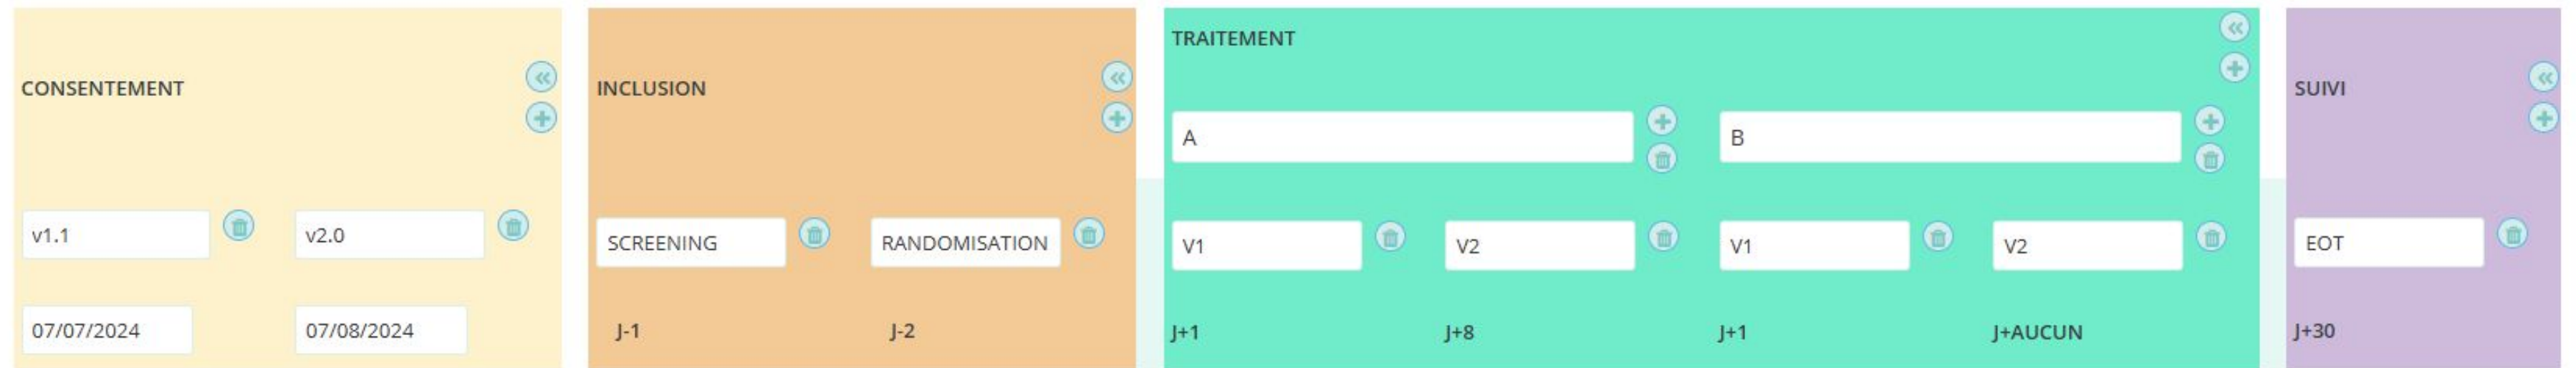 CONSENTEMENT
v1.1 v2.0
07/07/2024 07/08/2024
INCLUSION
SCREENING RANDOMISATION
J-1 J-2
TRAITEMENT
A B
V1 V2 V1 V2
J+1 J+8 J+1 J+AUCUN
SUIVI
EOT
J+30